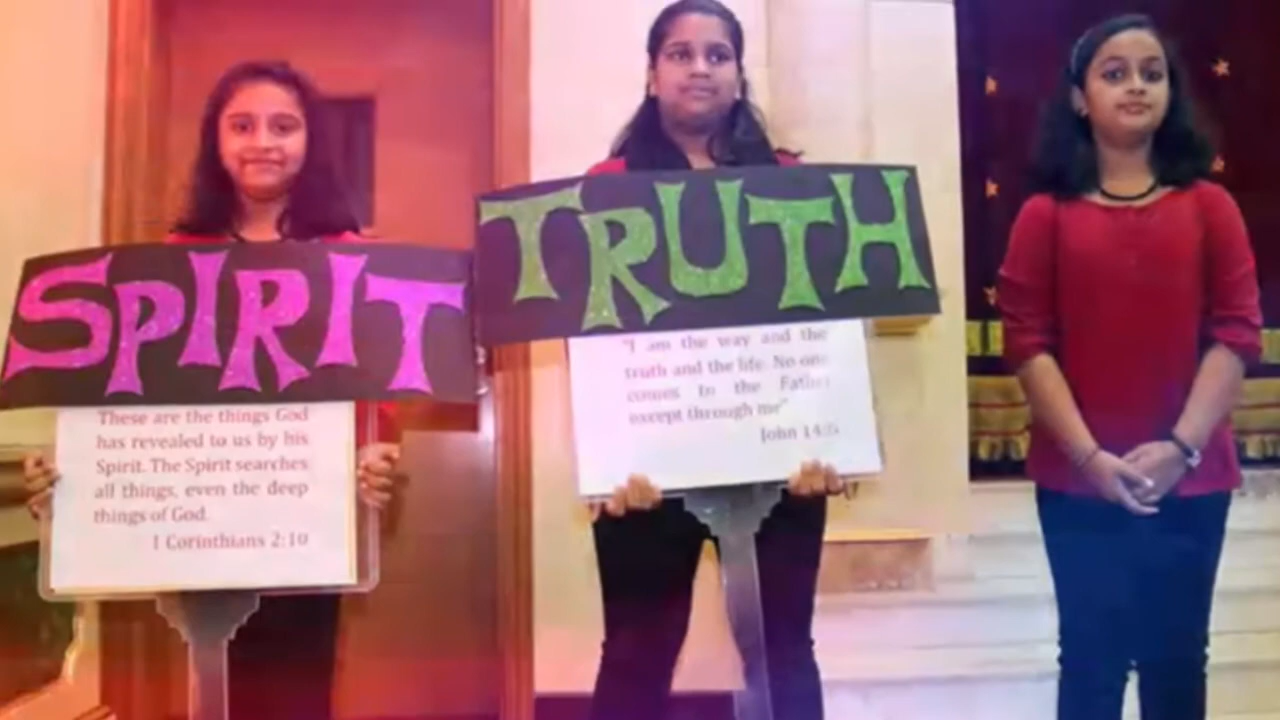 SPIRIT
These are the things God
has revealed to us by his
Spirit. The Spirit searches
all things, even the deep
things of God.
1 Corinthians 2:10
TRUTH
"I am the way and the
truth and the life. No one
comes to the Father
except through me"
John 14:6